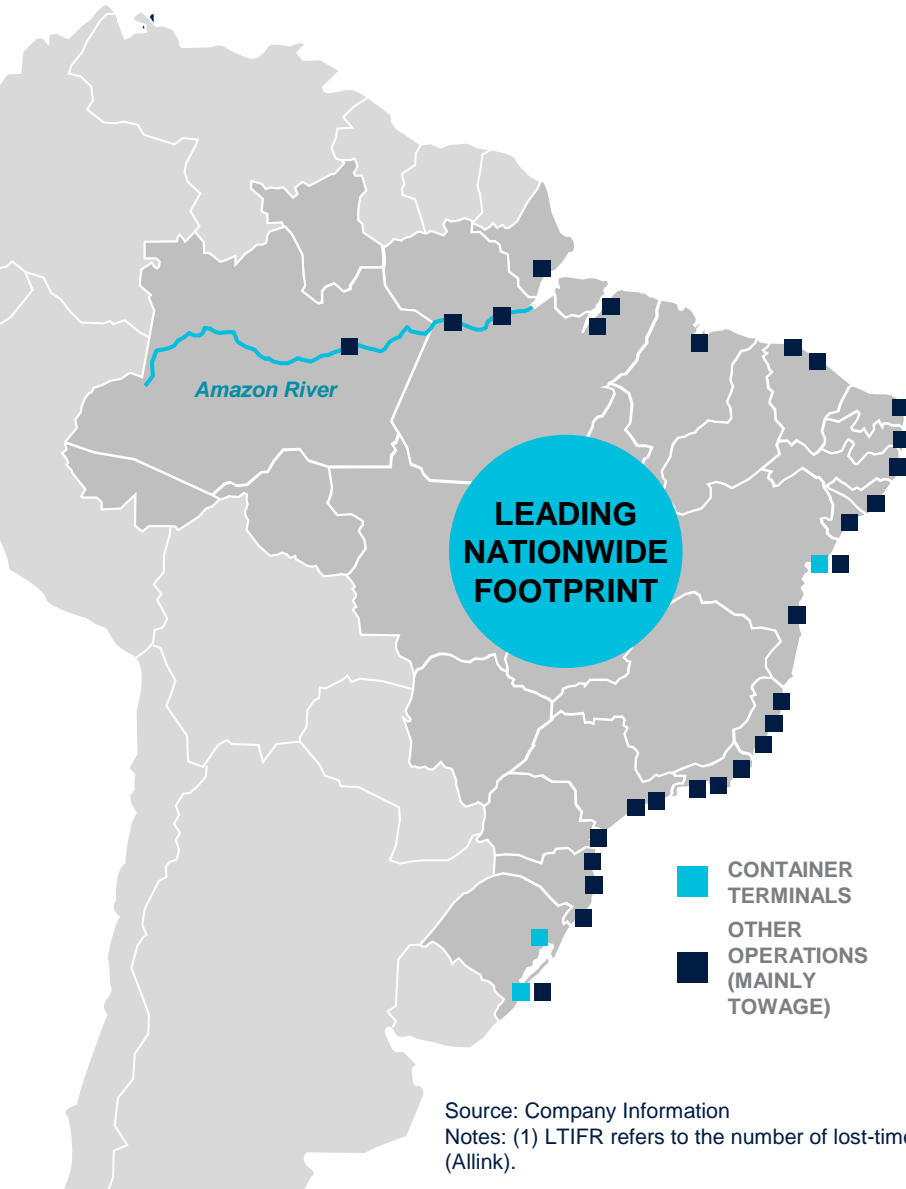 Amazon River
LEADING
NATIONWIDE
FOOTPRINT
CONTAINER
TERMINALS
OTHER
OPERATIONS
(MAINLY
TOWAGE)
Source: Company Information
Notes: (1) LTIFR refers to the number of lost-time
(Allink).